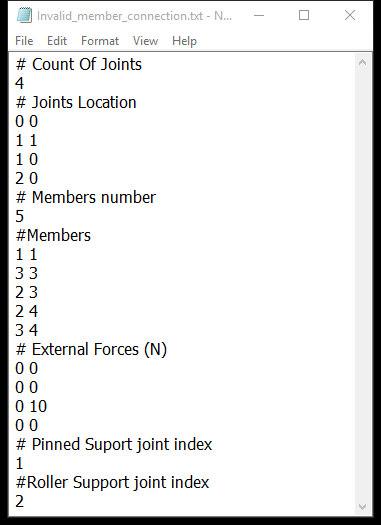 Invalid_member_connection.txt - N...
File Edit Format View Help
# Count Of Joints
4
# Joints Location
0 0
1 1
1 0
2 0
# Members number
5
#Members
1 1
3 3
2 3
2 4
3 4
# External Forces (N)
0 0
0 0
0 10
0 0
# Pinned Suport joint index
1
#Roller Support joint index
2